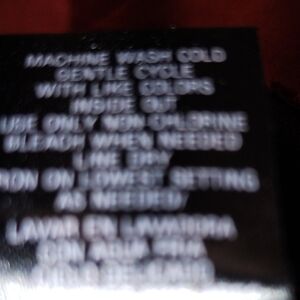 MACHINE WASH COLD
GENTLE CYCLE
WITH LIKE COLORS
INSIDE OUT
USE ONLY NON CHLORINE
BLEACH WHEN NEEDED
LINE DRY
IRON ON LOWEST SETTING
AS NEEDED/
LAVAR EN LAVADORA
CON AGUA FRIA